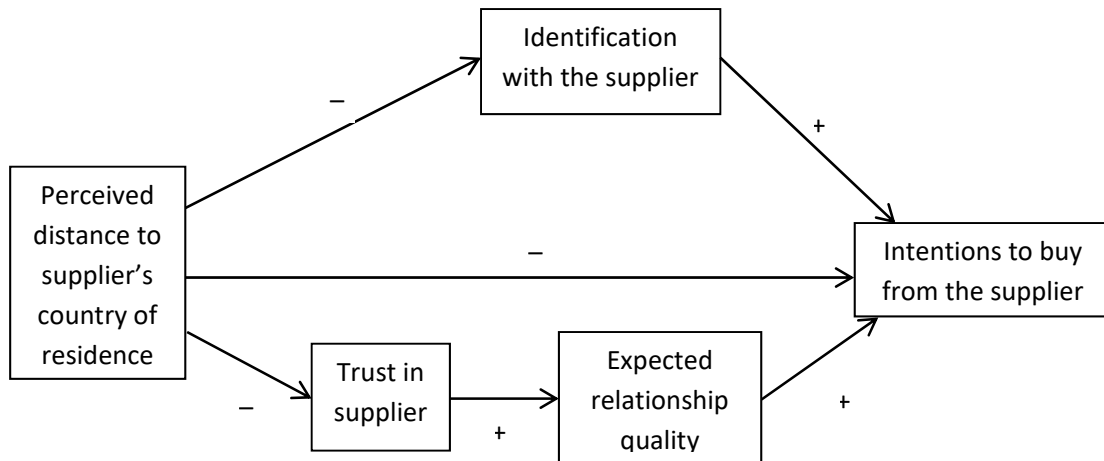 Identification
with the supplier
–
+
Perceived
distance to
supplier’s
country of
residence
–
Intentions to buy
from the supplier
–
Trust in
supplier
+
Expected
relationship
quality
+